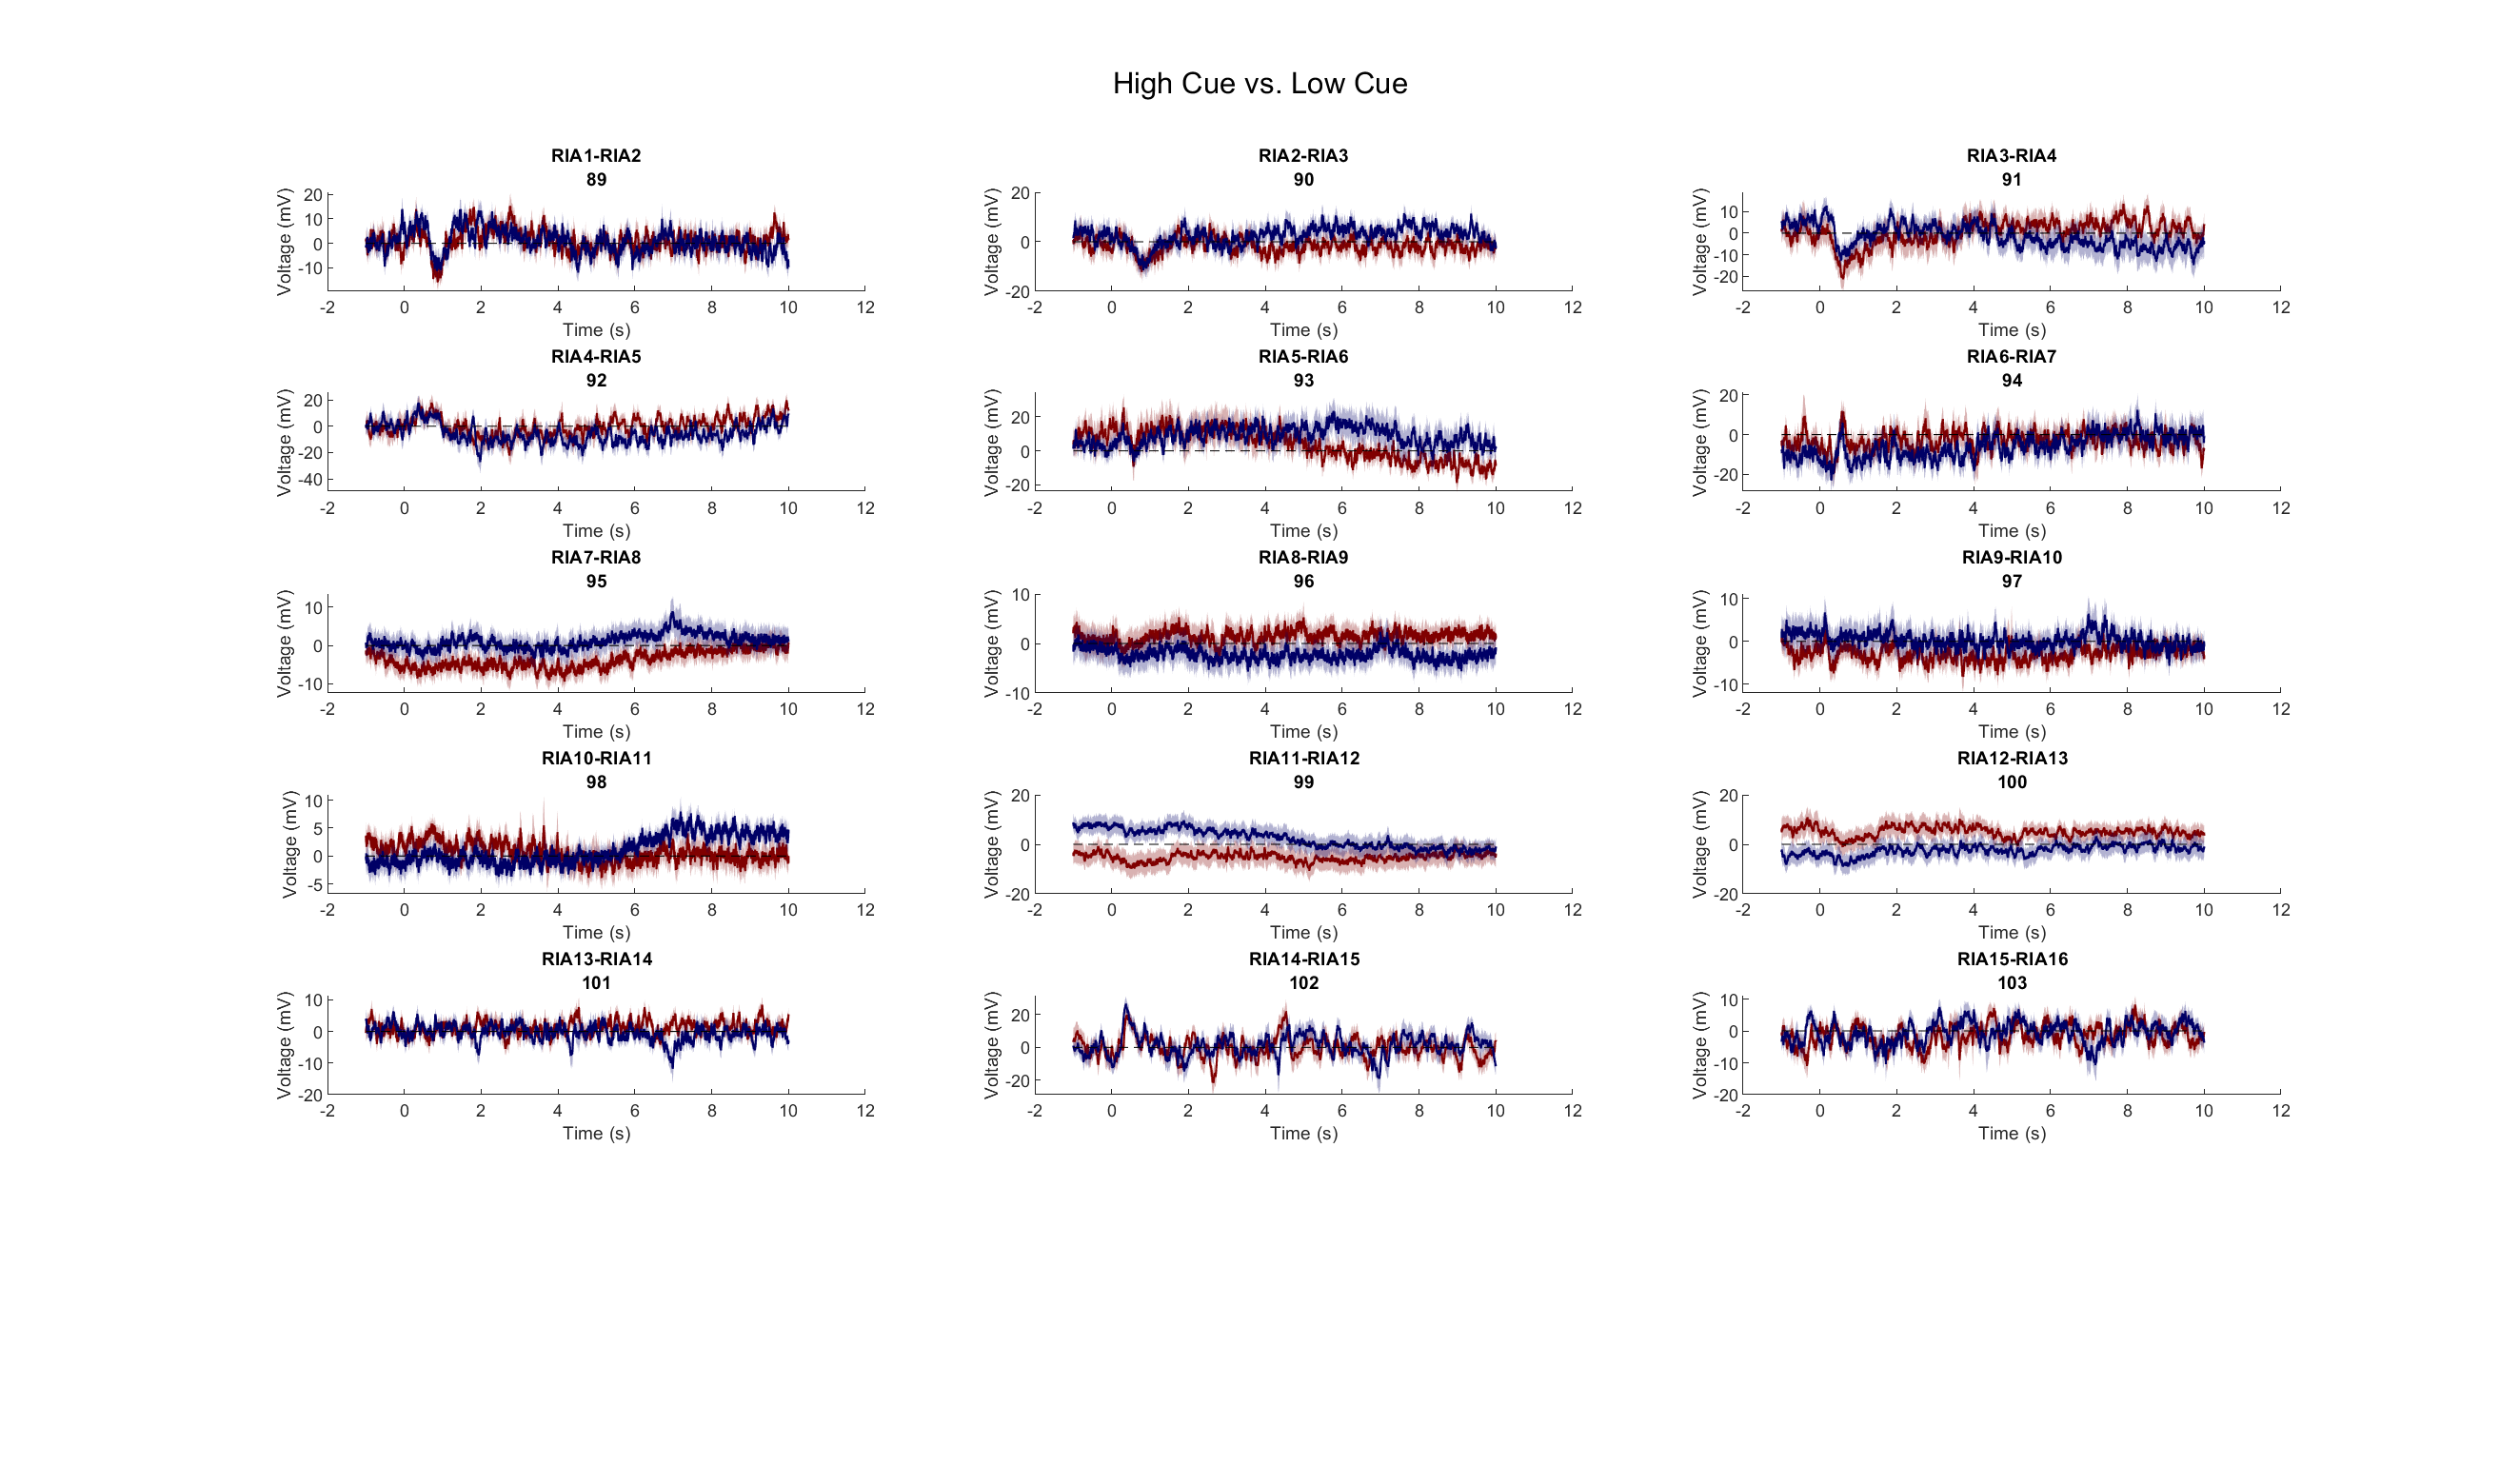 High Cue vs. Low Cue
RIA1-RIA2
89
Voltage (mV)
20
10
0
-10
-2 0 2 4 6 8 10 12
Time (s)
RIA2-RIA3
90
Voltage (mV)
20
0
-20
-2 0 2 4 6 8 10 12
Time (s)
RIA3-RIA4
91
Voltage (mV)
10
0
-10
-20
-2 0 2 4 6 8 10 12
Time (s)
RIA4-RIA5
92
Voltage (mV)
20
0
-20
-40
-2 0 2 4 6 8 10 12
Time (s)
RIA5-RIA6
93
Voltage (mV)
20
0
-20
-2 0 2 4 6 8 10 12
Time (s)
RIA6-RIA7
94
Voltage (mV)
20
0
-20
-2 0 2 4 6 8 10 12
Time (s)
RIA7-RIA8
95
Voltage (mV)
10
0
-10
-2 0 2 4 6 8 10 12
Time (s)
RIA8-RIA9
96
Voltage (mV)
10
0
-10
-2 0 2 4 6 8 10 12
Time (s)
RIA9-RIA10
97
Voltage (mV)
10
0
-10
-2 0 2 4 6 8 10 12
Time (s)
RIA10-RIA11
98
Voltage (mV)
10
5
0
-5
-2 0 2 4 6 8 10 12
Time (s)
RIA11-RIA12
99
Voltage (mV)
20
0
-20
-2 0 2 4 6 8 10 12
Time (s)
RIA12-RIA13
100
Voltage (mV)
20
0
-20
-2 0 2 4 6 8 10 12
Time (s)
RIA13-RIA14
101
Voltage (mV)
10
0
-10
-20
-2 0 2 4 6 8 10 12
Time (s)
RIA14-RIA15
102
Voltage (mV)
20
0
-20
-2 0 2 4 6 8 10 12
Time (s)
RIA15-RIA16
103
Voltage (mV)
10
0
-10
-20
-2 0 2 4 6 8 10 12
Time (s)